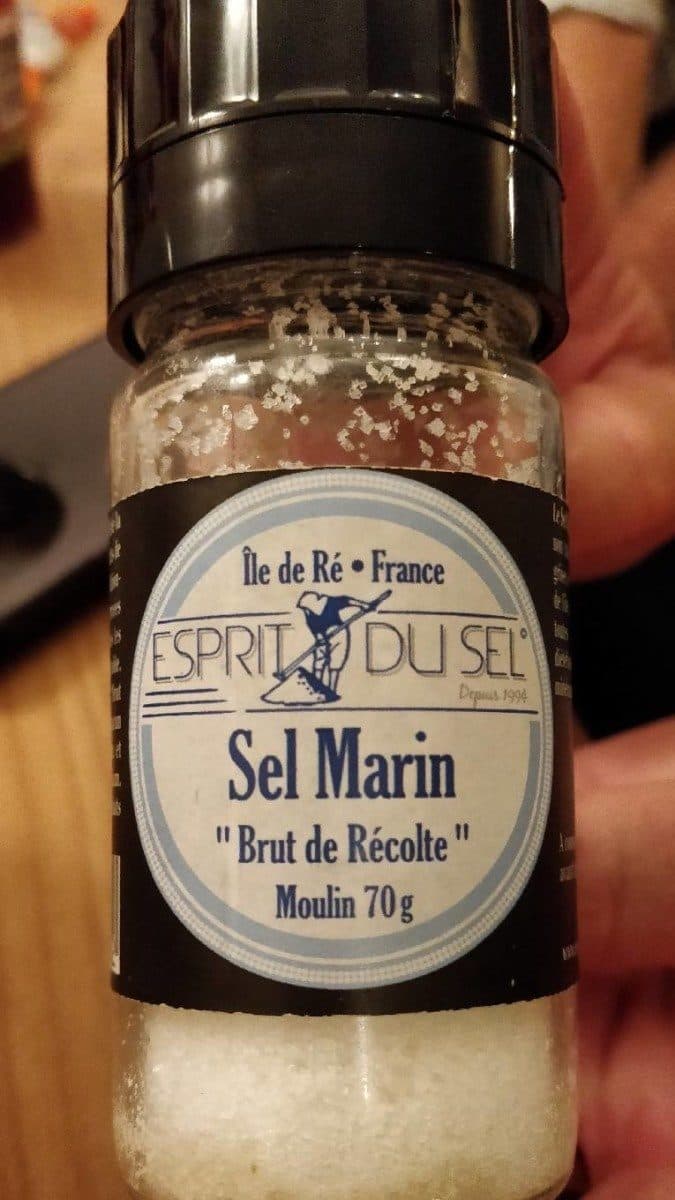 Île de Ré • France
ESPRIT DU SEL
Depuis 1994
Sel Marin
" Brut de Récolte "
Moulin 70 g